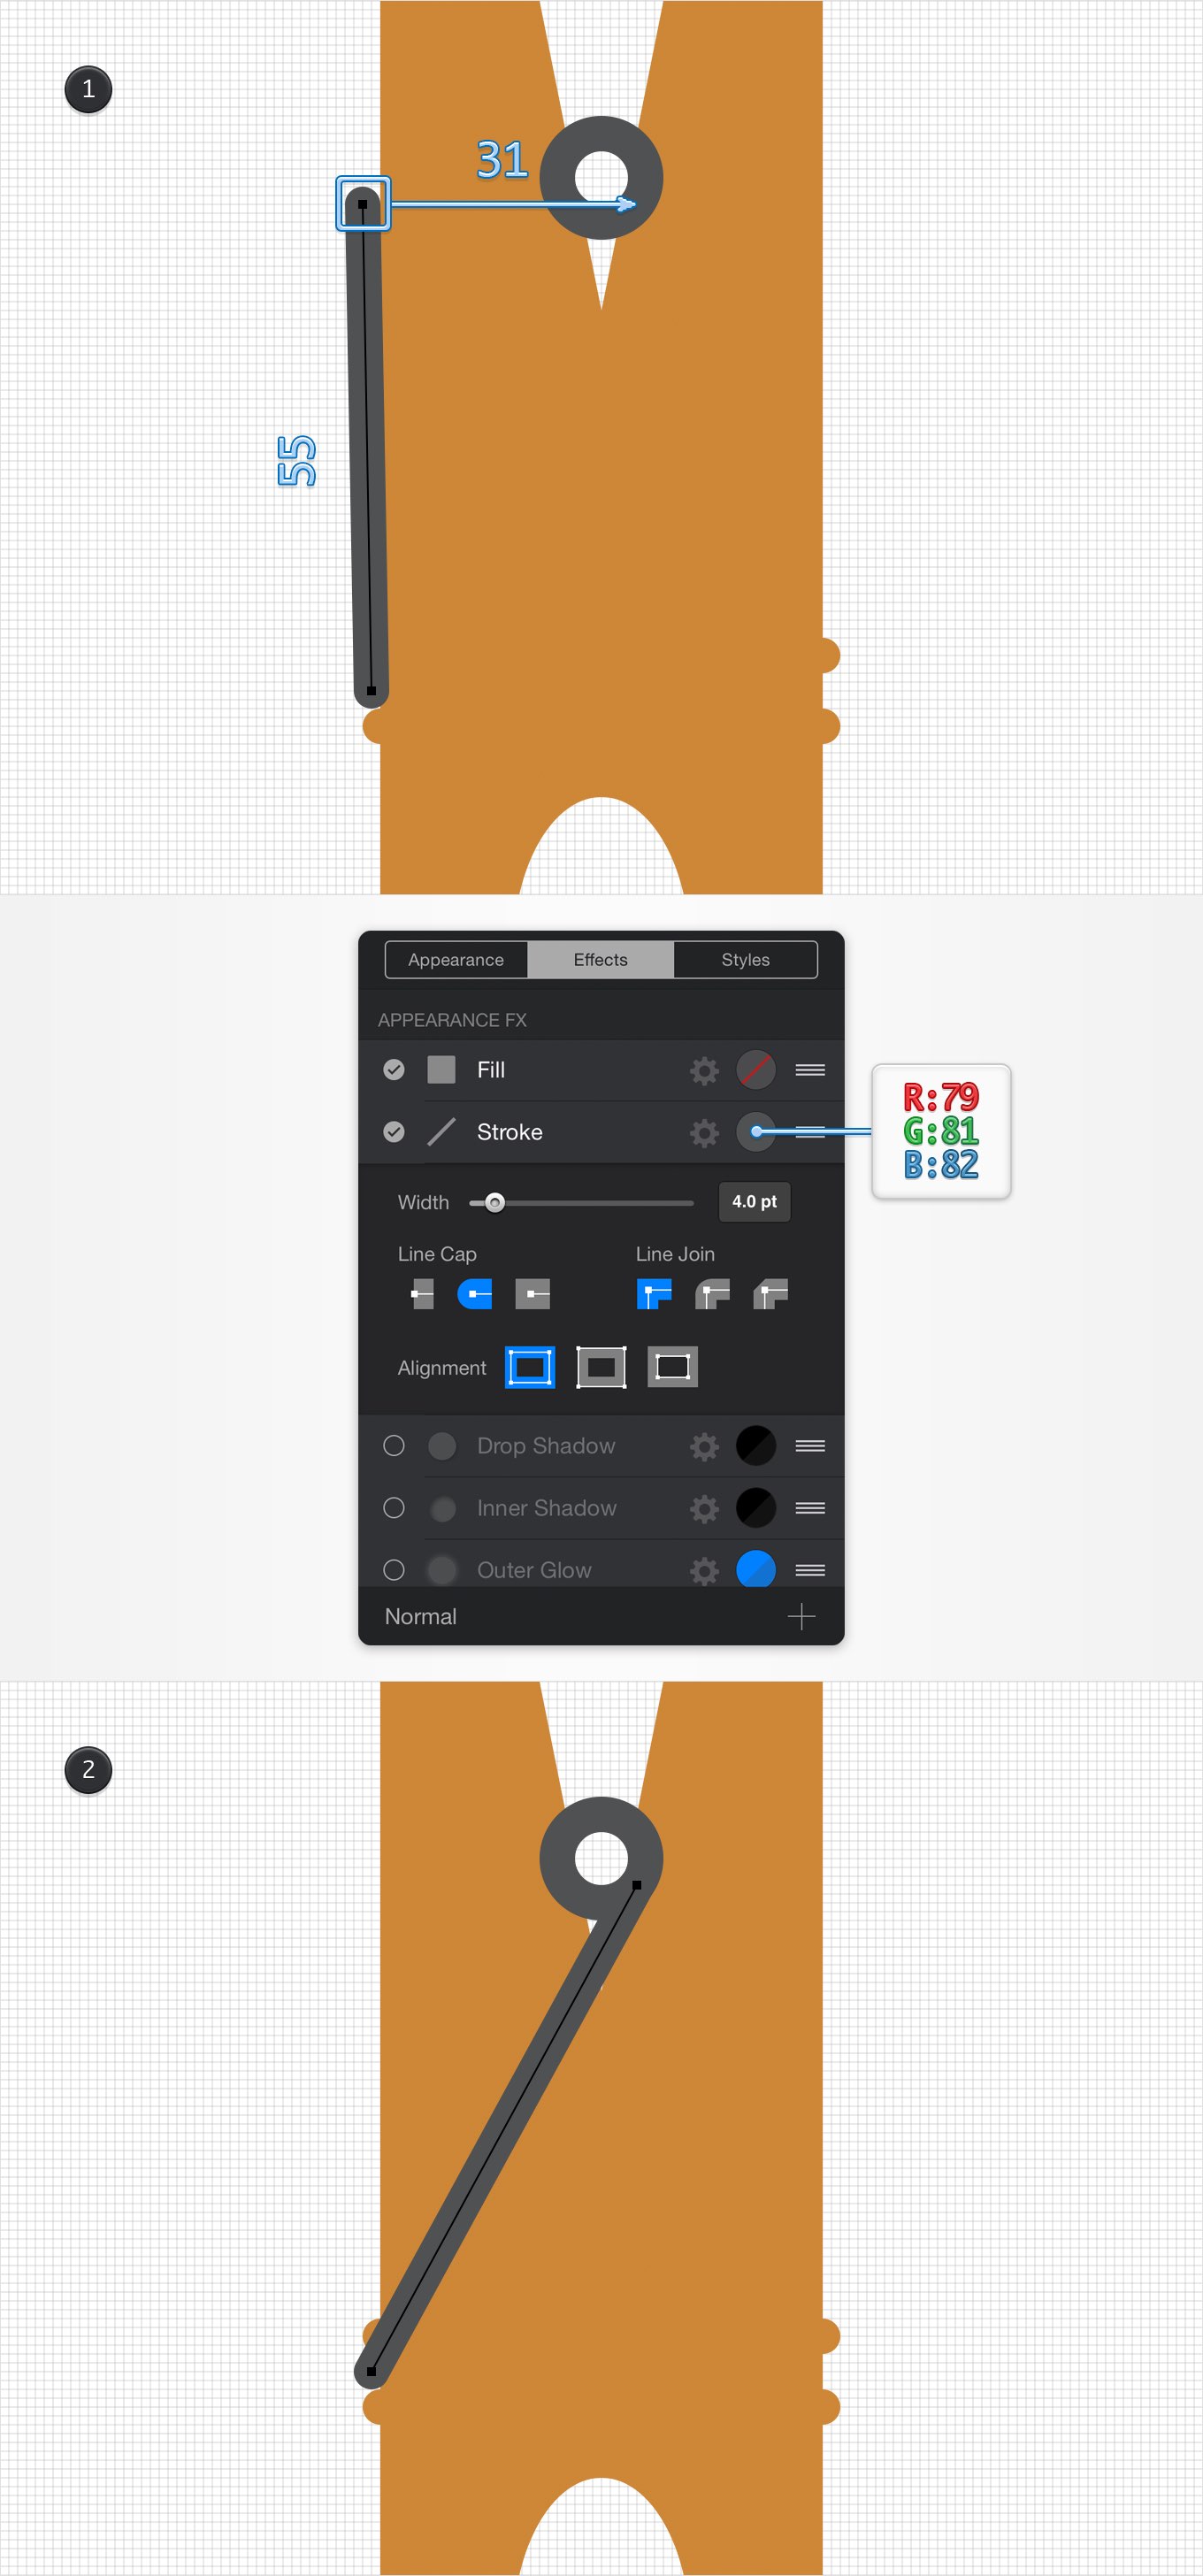 1
31
55
Appearance Effects Styles
APPEARANCE FX
Fill
Stroke
R:79
G:81
B:82
Width 4.0 pt
Line Cap Line Join
Alignment
Drop Shadow
Inner Shadow
Outer Glow
Normal
2